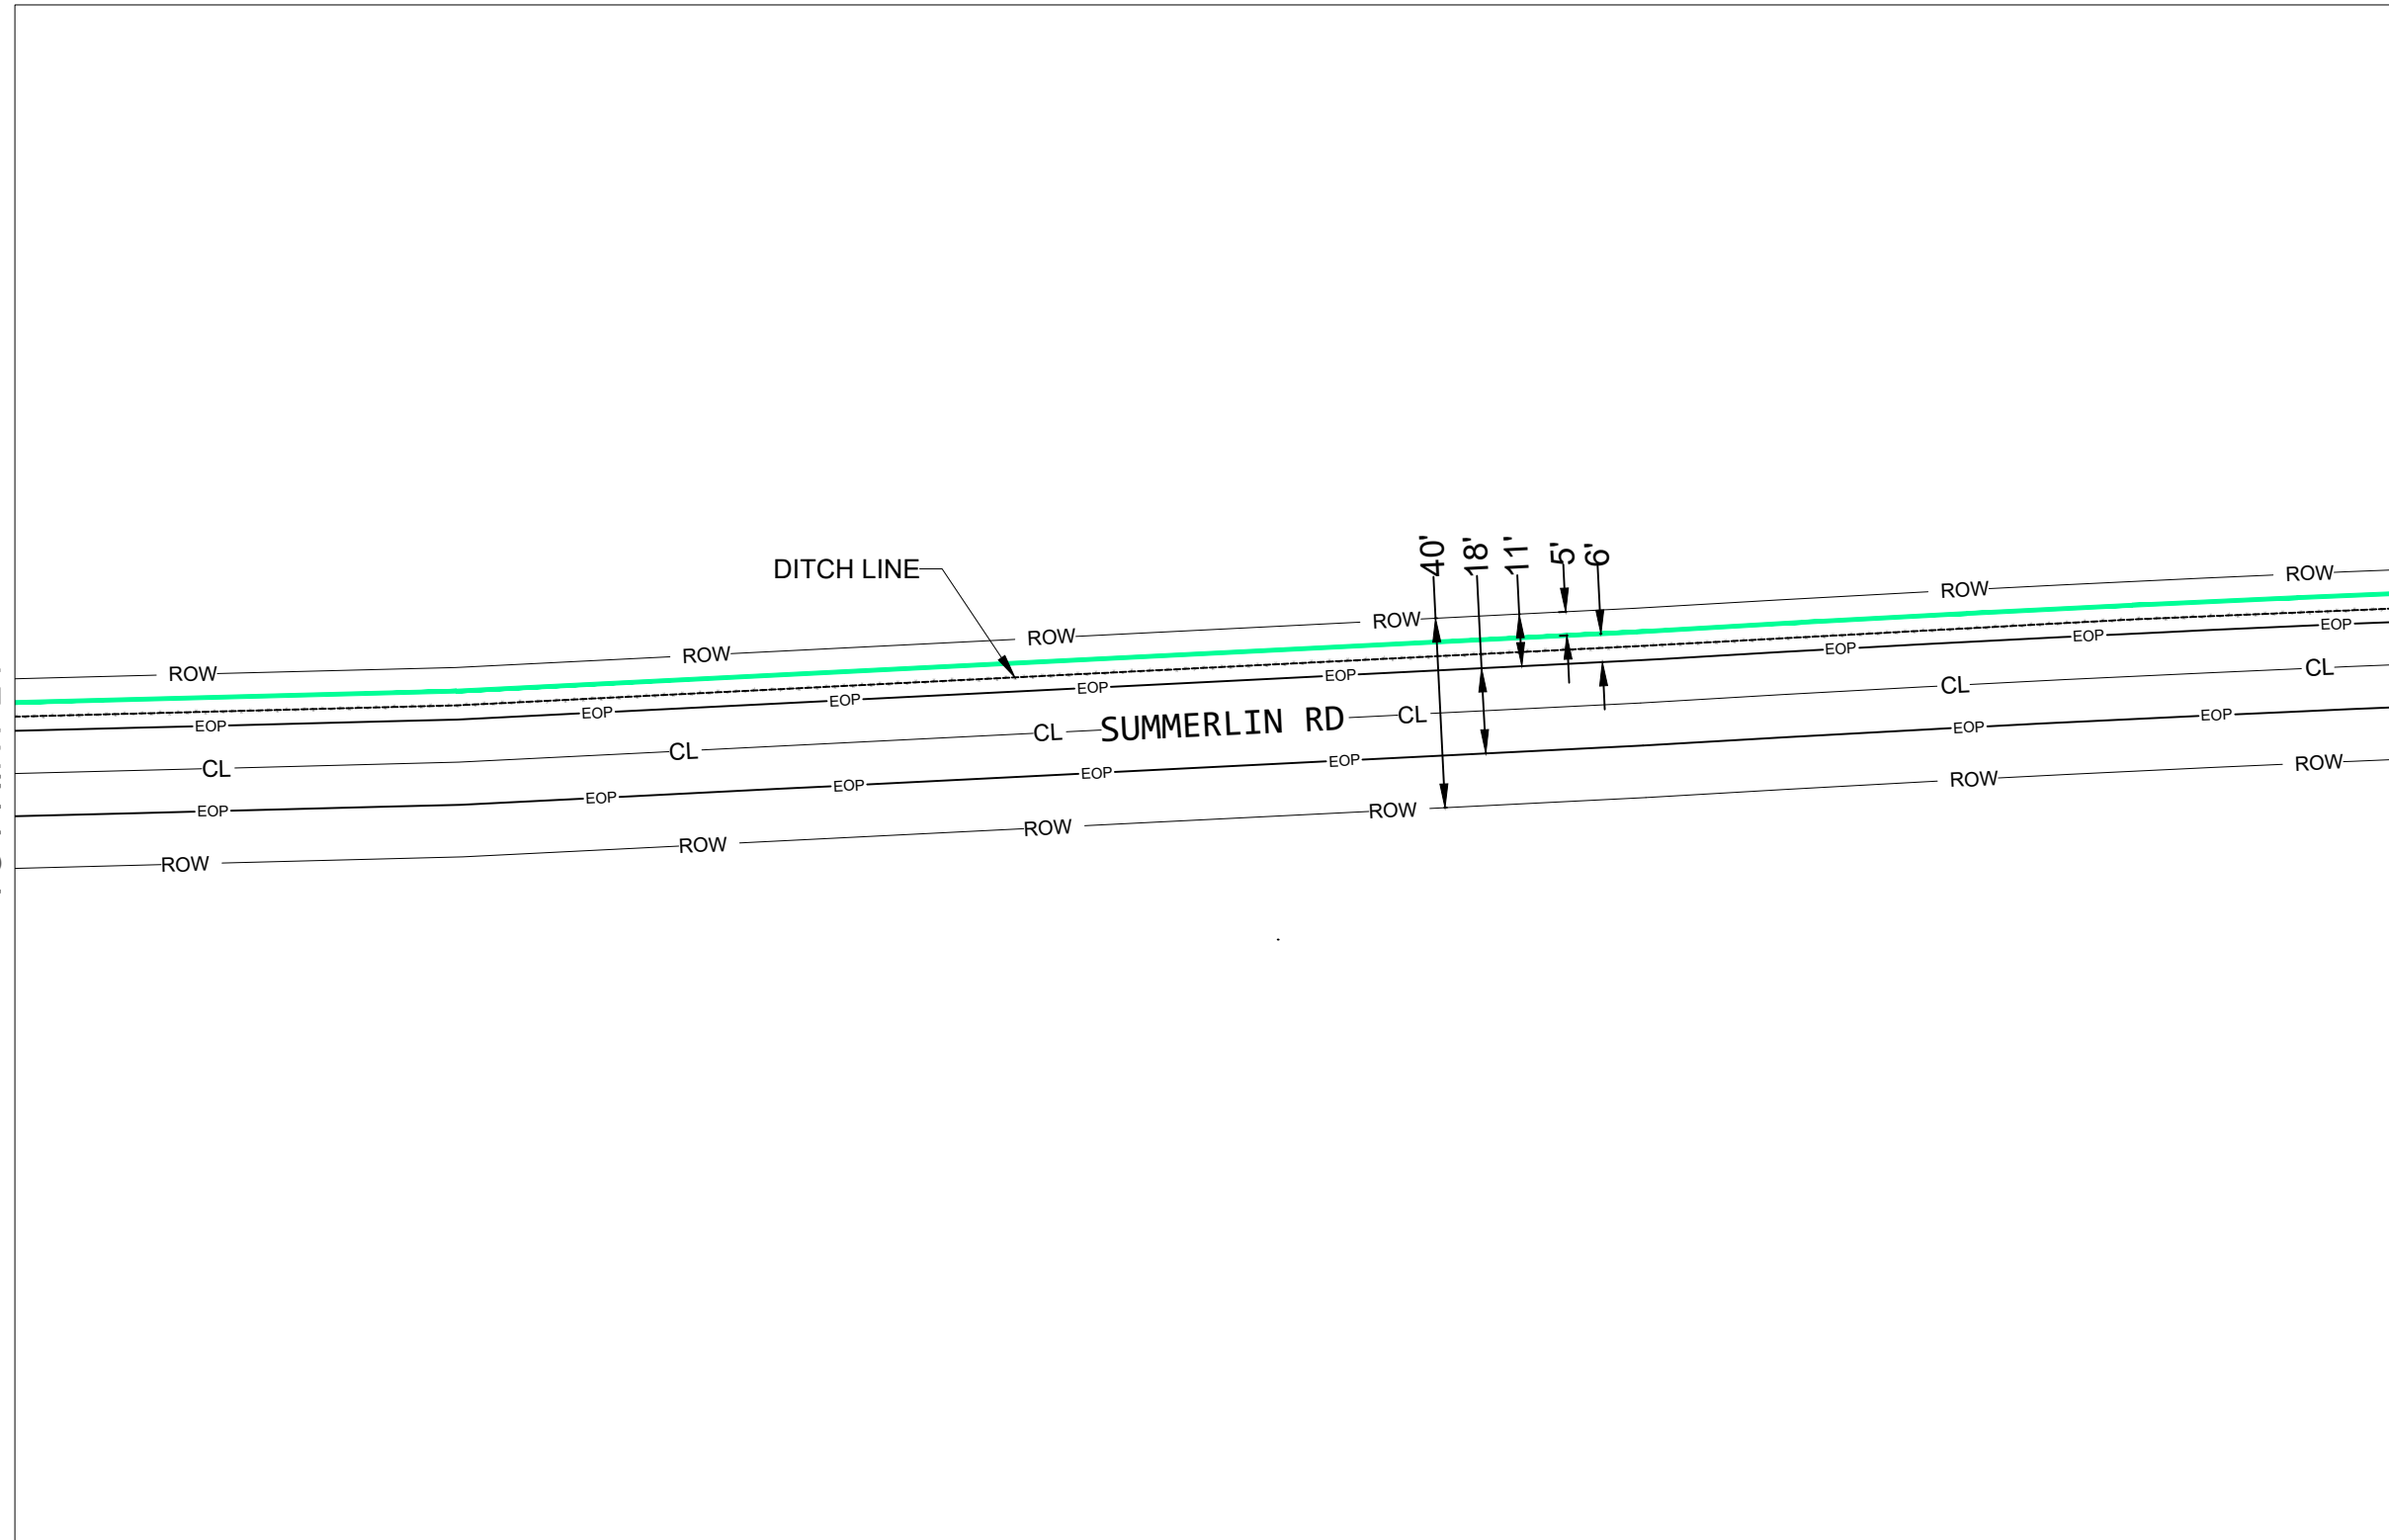 40' 18' 11' 5' 6'
DITCH LINE
ROW ROW ROW ROW ROW ROW
EOP EOP EOP EOP EOP EOP EOP EOP
CL CL CL SUMMERLIN RD CL CL CL
EOP EOP EOP EOP EOP EOP EOP
ROW ROW ROW ROW ROW ROW